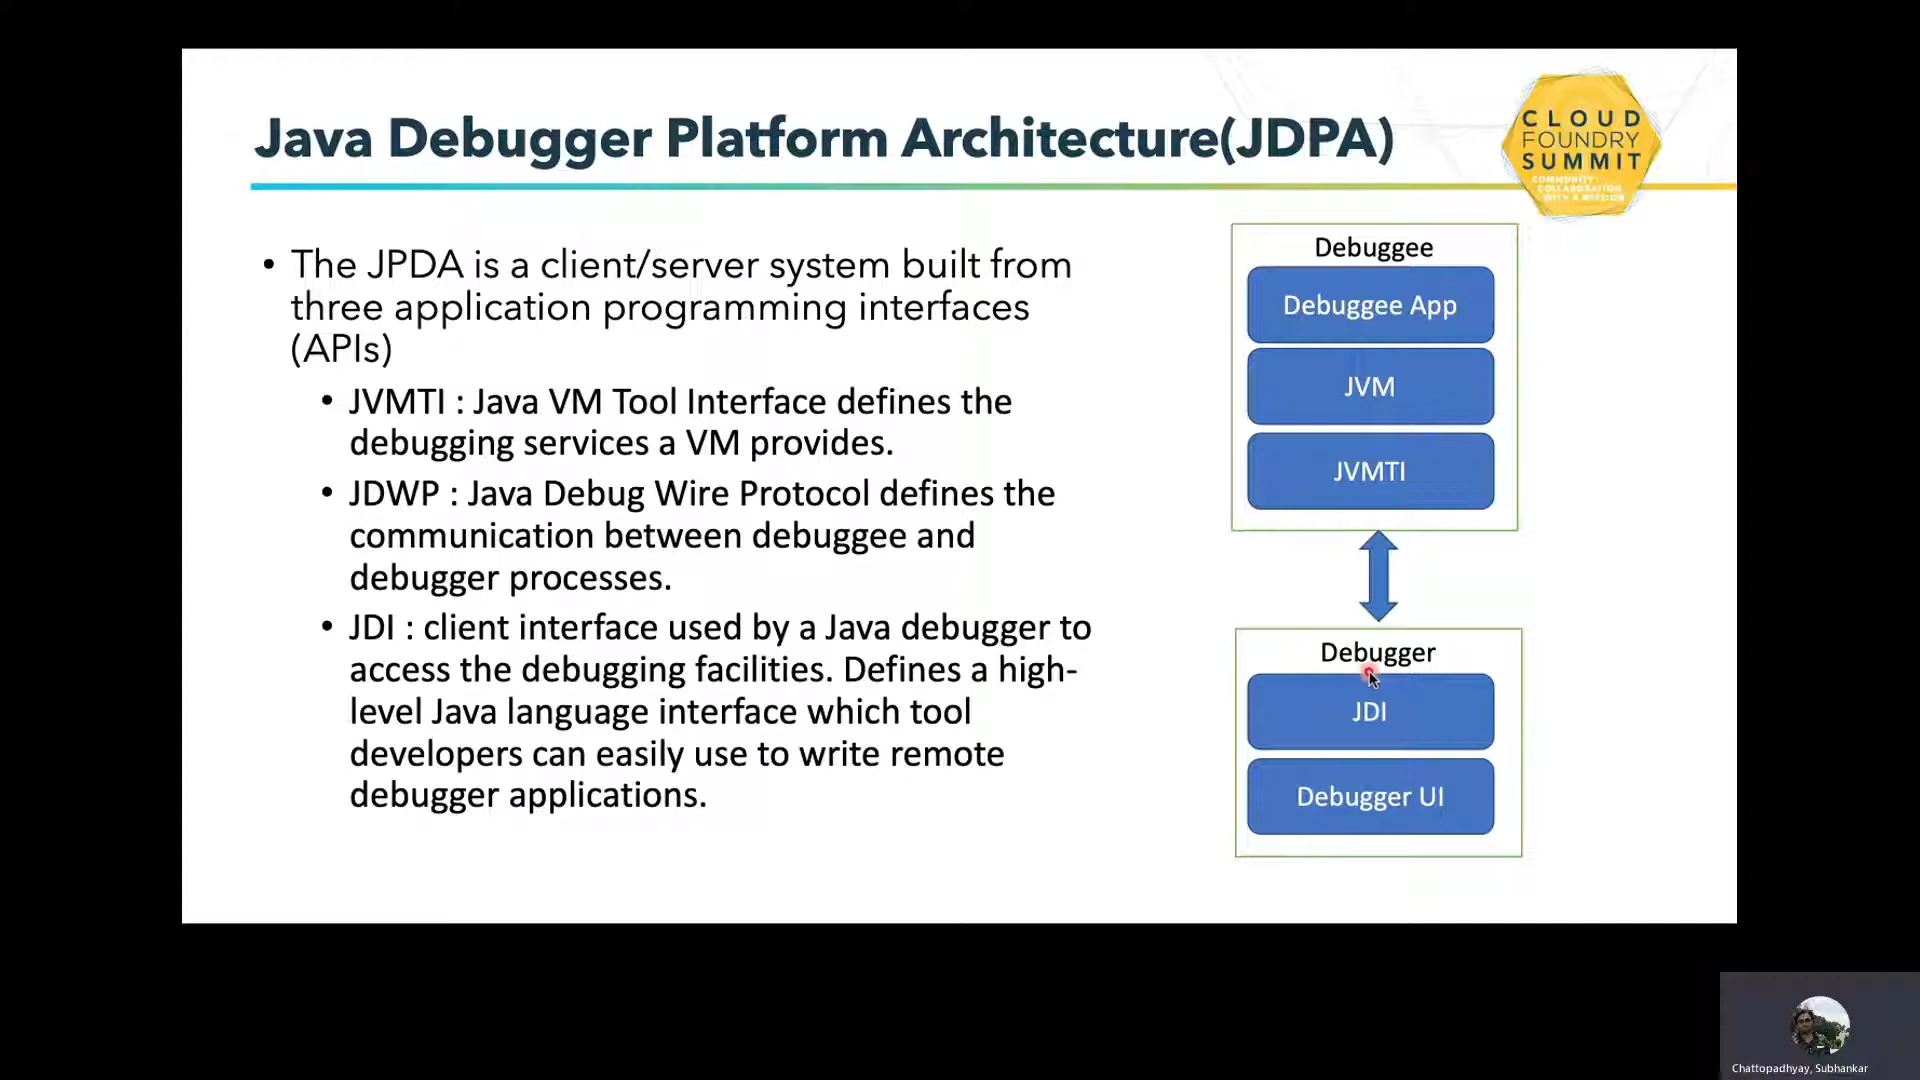 Java Debugger Platform Architecture(JDPA)
CLOUD
FOUNDRY
SUMMIT
COMMUNITY.
COLLABORATION
WITH A MISSION
• The JPDA is a client/server system built from
three application programming interfaces
(APIs)
• JVMTI : Java VM Tool Interface defines the
debugging services a VM provides.
• JDWP : Java Debug Wire Protocol defines the
communication between debuggee and
debugger processes.
• JDI : client interface used by a Java debugger to
access the debugging facilities. Defines a high-
level Java language interface which tool
developers can easily use to write remote
debugger applications.
Debuggee
Debuggee App
JVM
JVMTI
Debugger
JDI
Debugger UI
Chattopadhyay, Subhankar